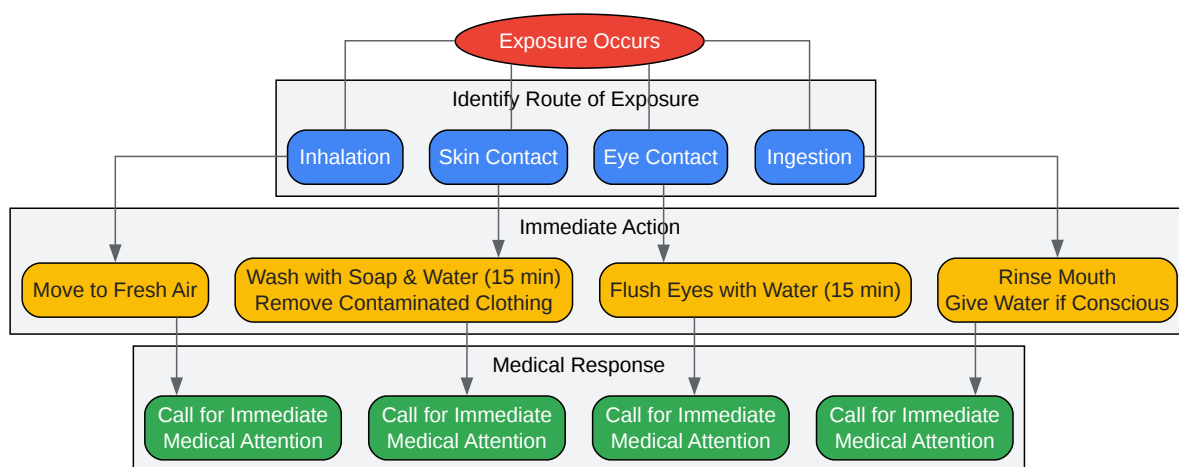 Exposure Occurs
Identify Route of Exposure
Inhalation
Skin Contact
Eye Contact
Ingestion
Immediate Action
Move to Fresh Air
Wash with Soap & Water (15 min)
Remove Contaminated Clothing
Flush Eyes with Water (15 min)
Rinse Mouth
Give Water if Conscious
Medical Response
Call for Immediate
Medical Attention
Call for Immediate
Medical Attention
Call for Immediate
Medical Attention
Call for Immediate
Medical Attention